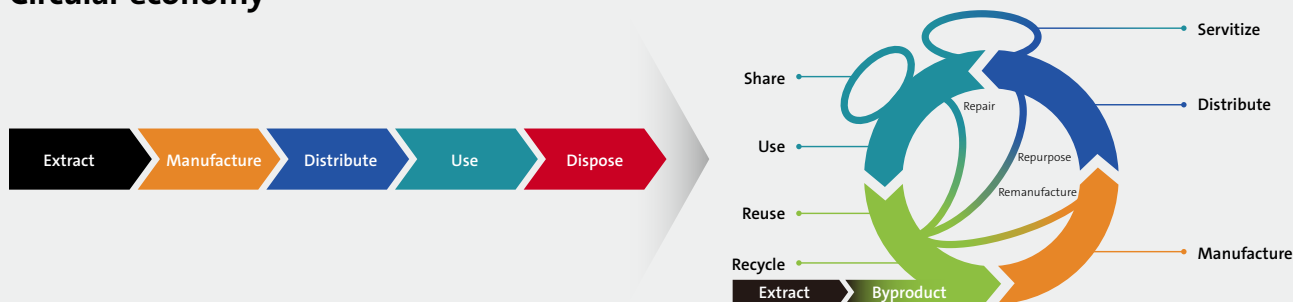 Circular economy
Extract
Manufacture
Distribute
Use
Dispose
Servitize
Share
Distribute
Repair
Use
Repurpose
Remanufacture
Reuse
Manufacture
Recycle
Extract
Byproduct